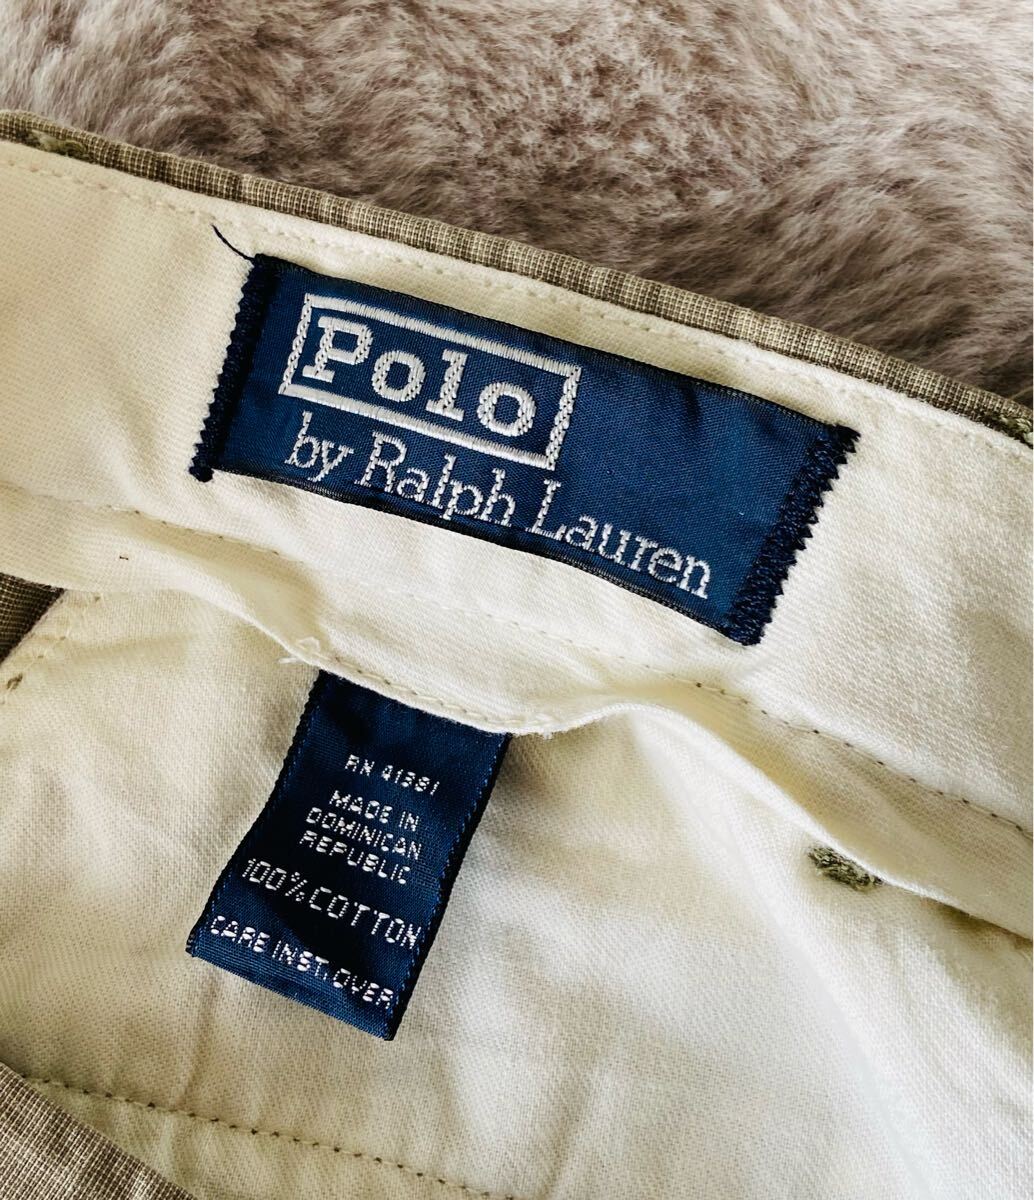 Polo
by Ralph Lauren
RN 41381
MADE IN
DOMINICAN
REPUBLIC
100% COTTON
CARE INST: OVER